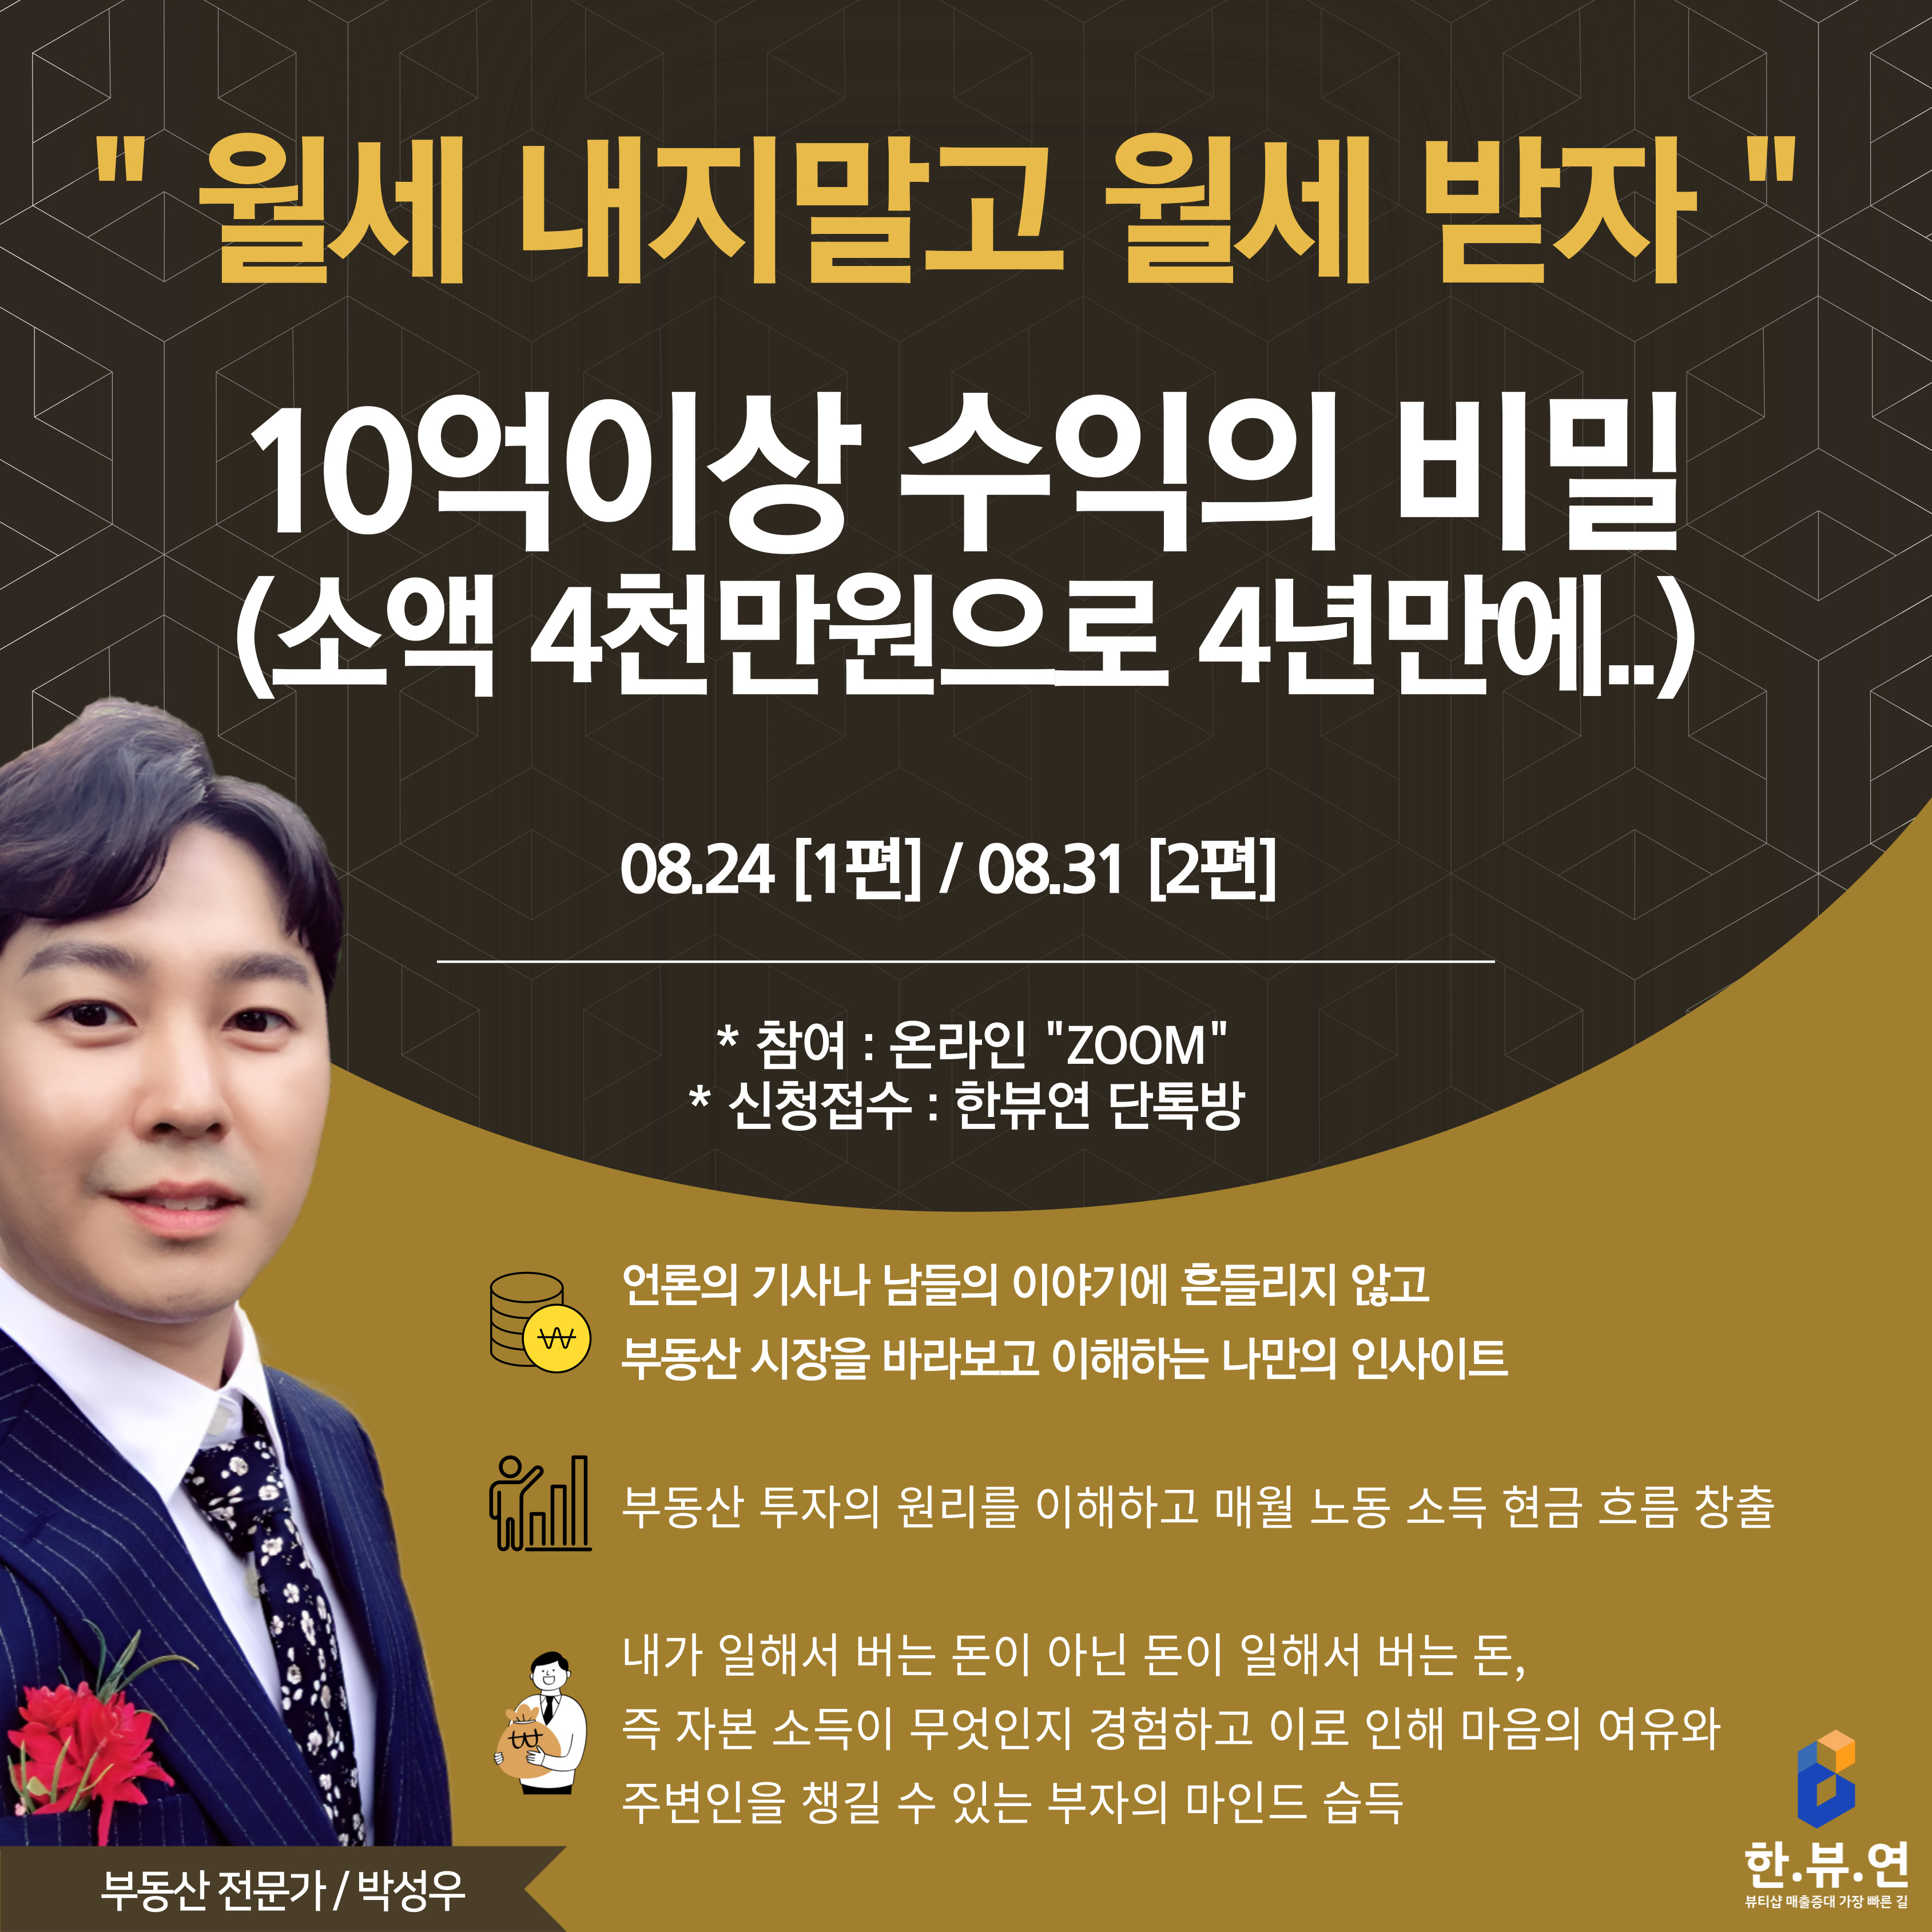 " 월세 내지말고 월세 받자 "
10억이상 수익의 비밀
(소액 4천만원으로 4년만에..)
08.24 [1편] / 08.31 [2편]
* 참여 : 온라인 "ZOOM"
* 신청접수 : 한뷰연 단톡방
언론의 기사나 남들의 이야기에 흔들리지 않고
부동산 시장을 바라보고 이해하는 나만의 인사이트
부동산 투자의 원리를 이해하고 매월 노동 소득 현금 흐름 창출
내가 일해서 버는 돈이 아닌 돈이 일해서 버는 돈,
즉 자본 소득이 무엇인지 경험하고 이로 인해 마음의 여유와
주변인을 챙길 수 있는 부자의 마인드 습득
부동산 전문가 / 박성우
한.뷰.연
뷰티샵 매출증대 가장 빠른 길